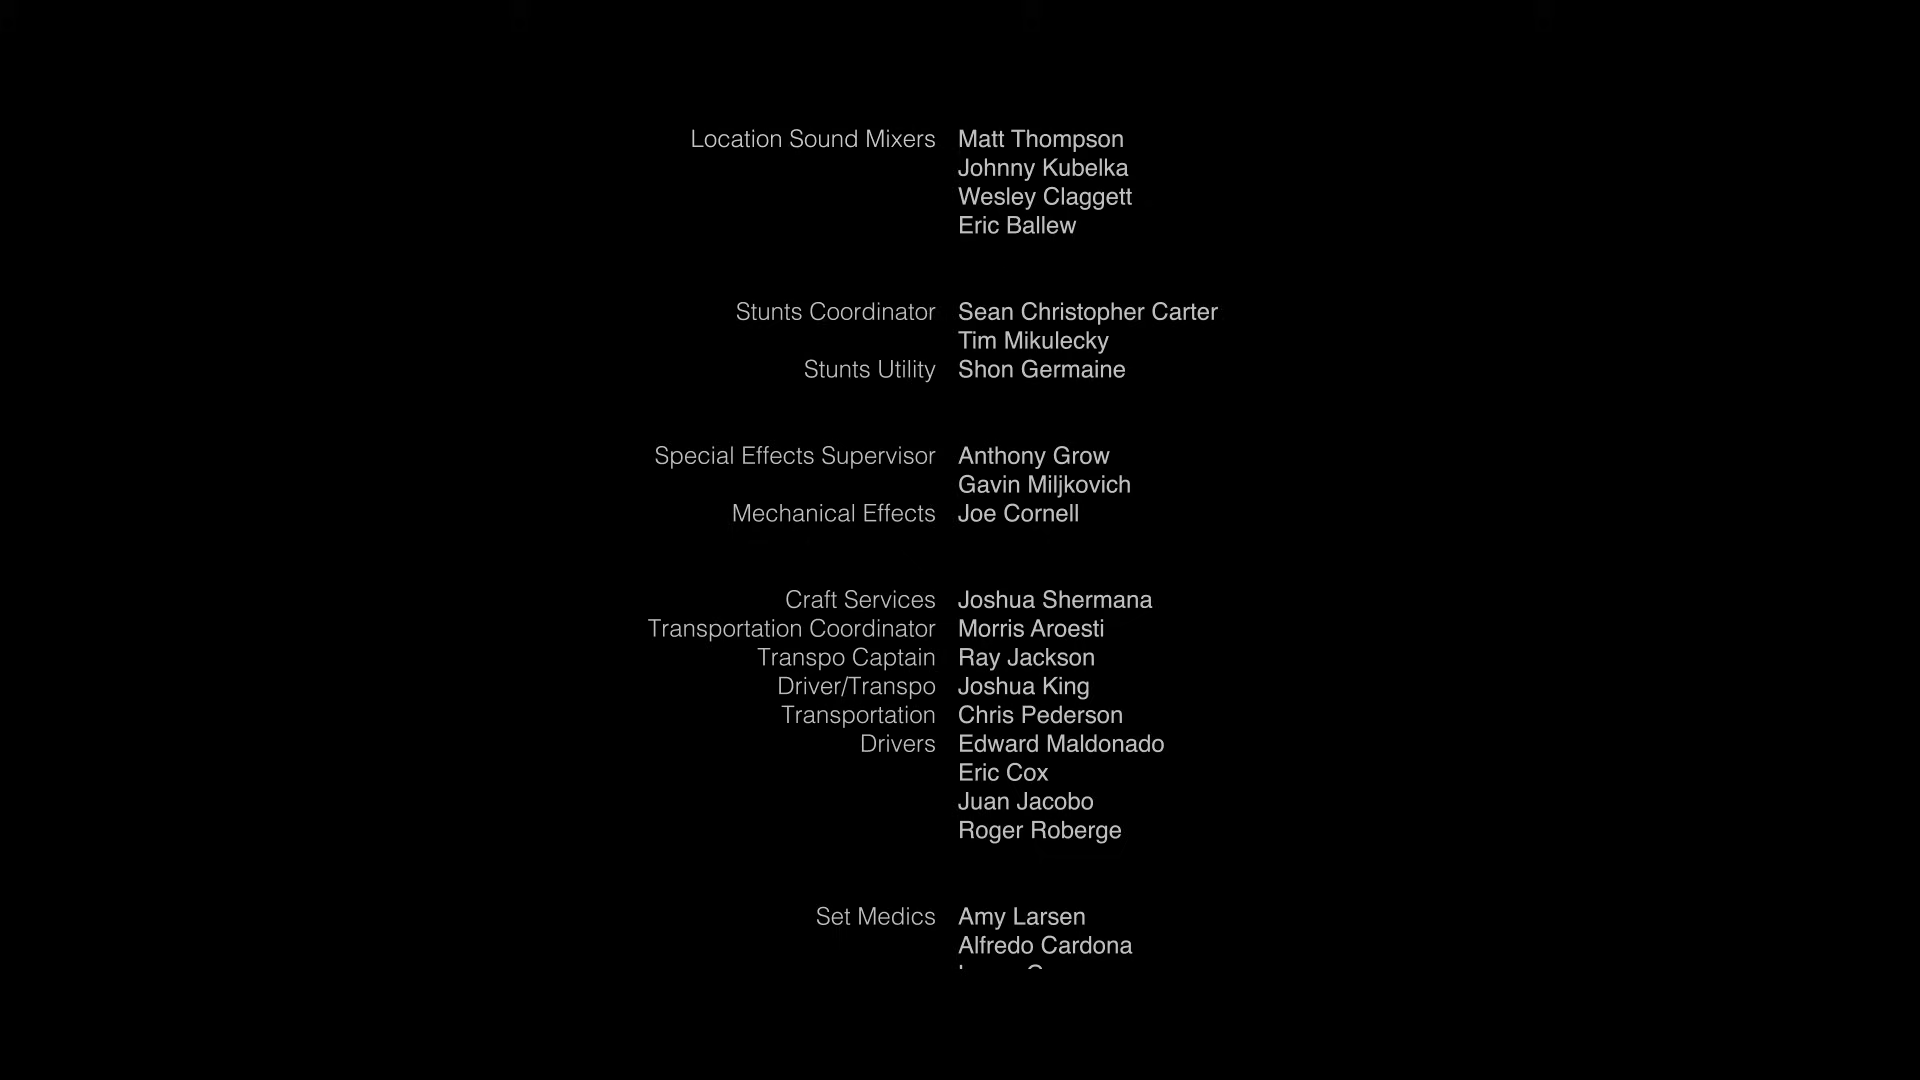 Location Sound Mixers Matt Thompson
Johnny Kubelka
Wesley Claggett
Eric Ballew
Stunts Coordinator Sean Christopher Carter
Tim Mikulecky
Stunts Utility Shon Germaine
Special Effects Supervisor Anthony Grow
Gavin Miljkovich
Mechanical Effects Joe Cornell
Craft Services Joshua Shermana
Transportation Coordinator Morris Aroesti
Transpo Captain Ray Jackson
Driver/Transpo Joshua King
Transportation Chris Pederson
Drivers Edward Maldonado
Eric Cox
Juan Jacobo
Roger Roberge
Set Medics Amy Larsen
Alfredo Cardona